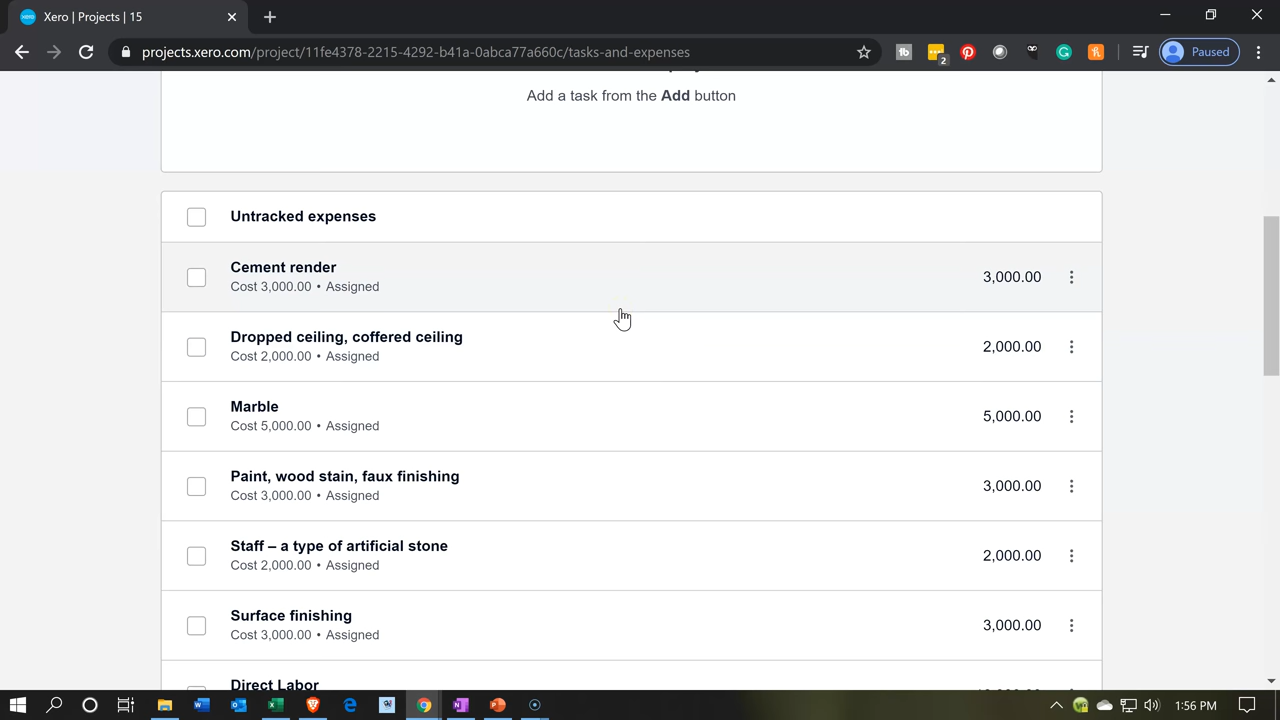 Xero | Projects | 15
projects.xero.com/project/11fe4378-2215-4292-b41a-0abca77a660c/tasks-and-expenses
2
Paused
Add a task from the Add button
Untracked expenses
Cement render
Cost 3,000.00 • Assigned
3,000.00
Dropped ceiling, coffered ceiling
Cost 2,000.00 • Assigned
2,000.00
Marble
Cost 5,000.00 • Assigned
5,000.00
Paint, wood stain, faux finishing
Cost 3,000.00 • Assigned
3,000.00
Staff – a type of artificial stone
Cost 2,000.00 • Assigned
2,000.00
Surface finishing
Cost 3,000.00 • Assigned
3,000.00
Direct Labor
1:56 PM